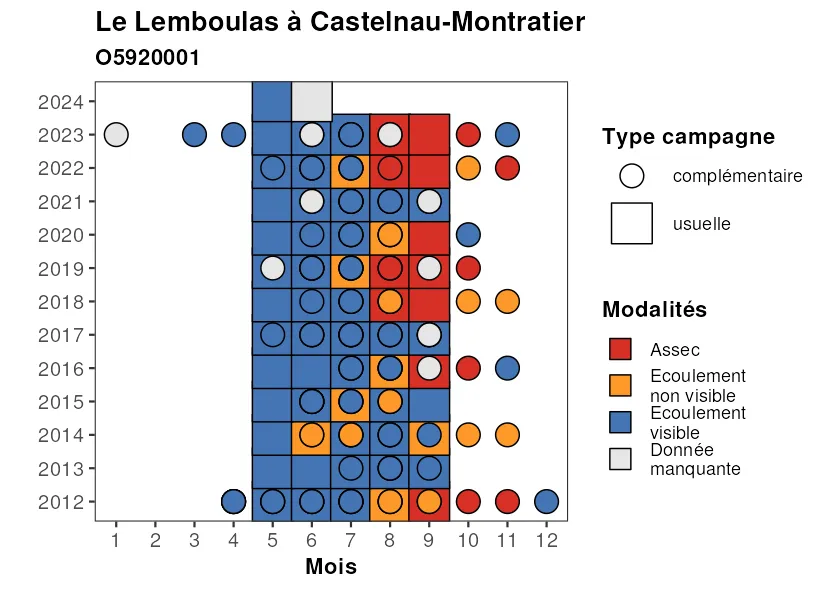 Le Lemboulas à Castelnau-Montratier
O5920001
2024
2023
2022
2021
2020
2019
2018
2017
2016
2015
2014
2013
2012
1 2 3 4 5 6 7 8 9 10 11 12
Mois
Type campagne
complémentaire
usuelle
Modalités
Assec
Ecoulement
non visible
Ecoulement
visible
Donnée
manquante